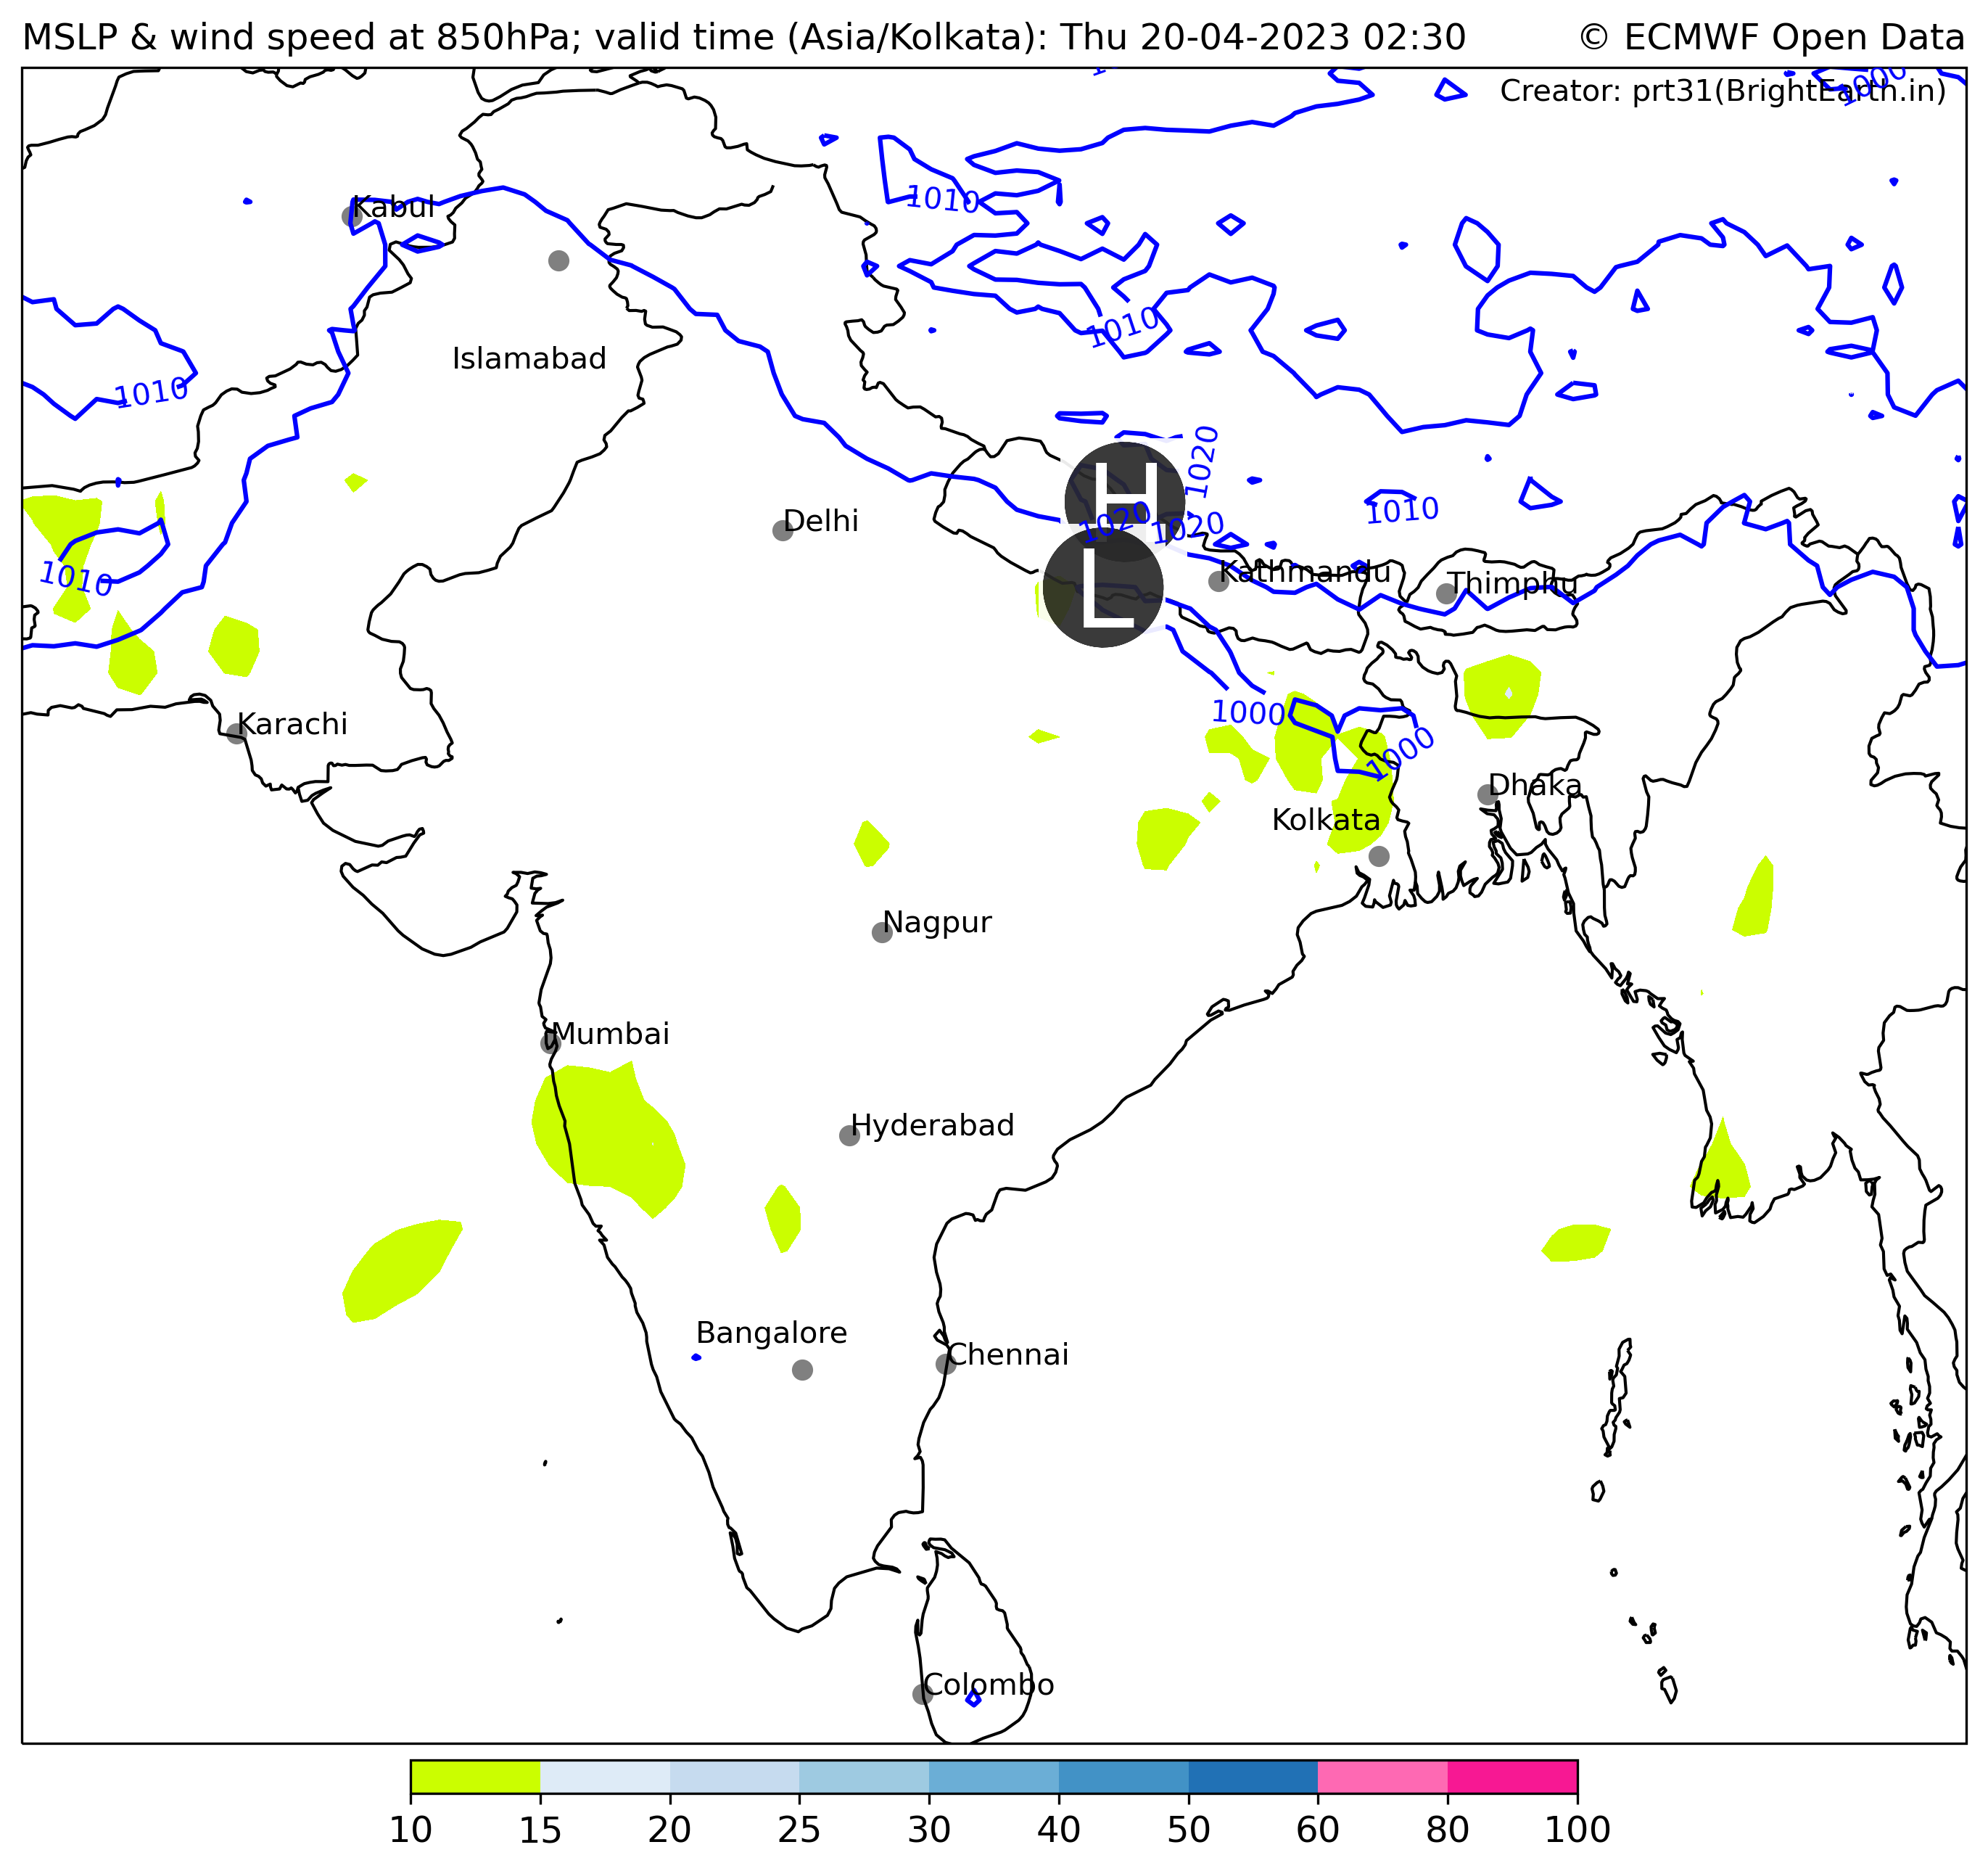 MSLP & wind speed at 850hPa; valid time (Asia/Kolkata): Thu 20-04-2023 02:30
© ECMWF Open Data
Creator: prt31(BrightEarth.in)
1000
1010
Kabul
1010
Islamabad
1010
1020
H
1010
Delhi
1020
1020
1010
L
Kathmandu
Thimphu
1000
Karachi
1000
Dhaka
Kolkata
Nagpur
Mumbai
Hyderabad
Bangalore
Chennai
Colombo
10 15 20 25 30 40 50 60 80 100